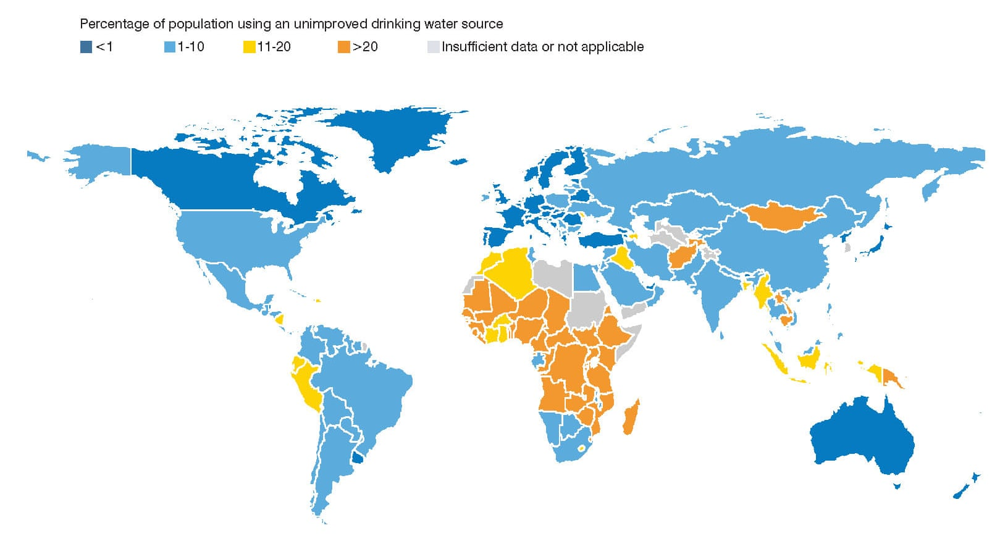 Percentage of population using an unimproved drinking water source
<1 1-10 11-20 >20 Insufficient data or not applicable